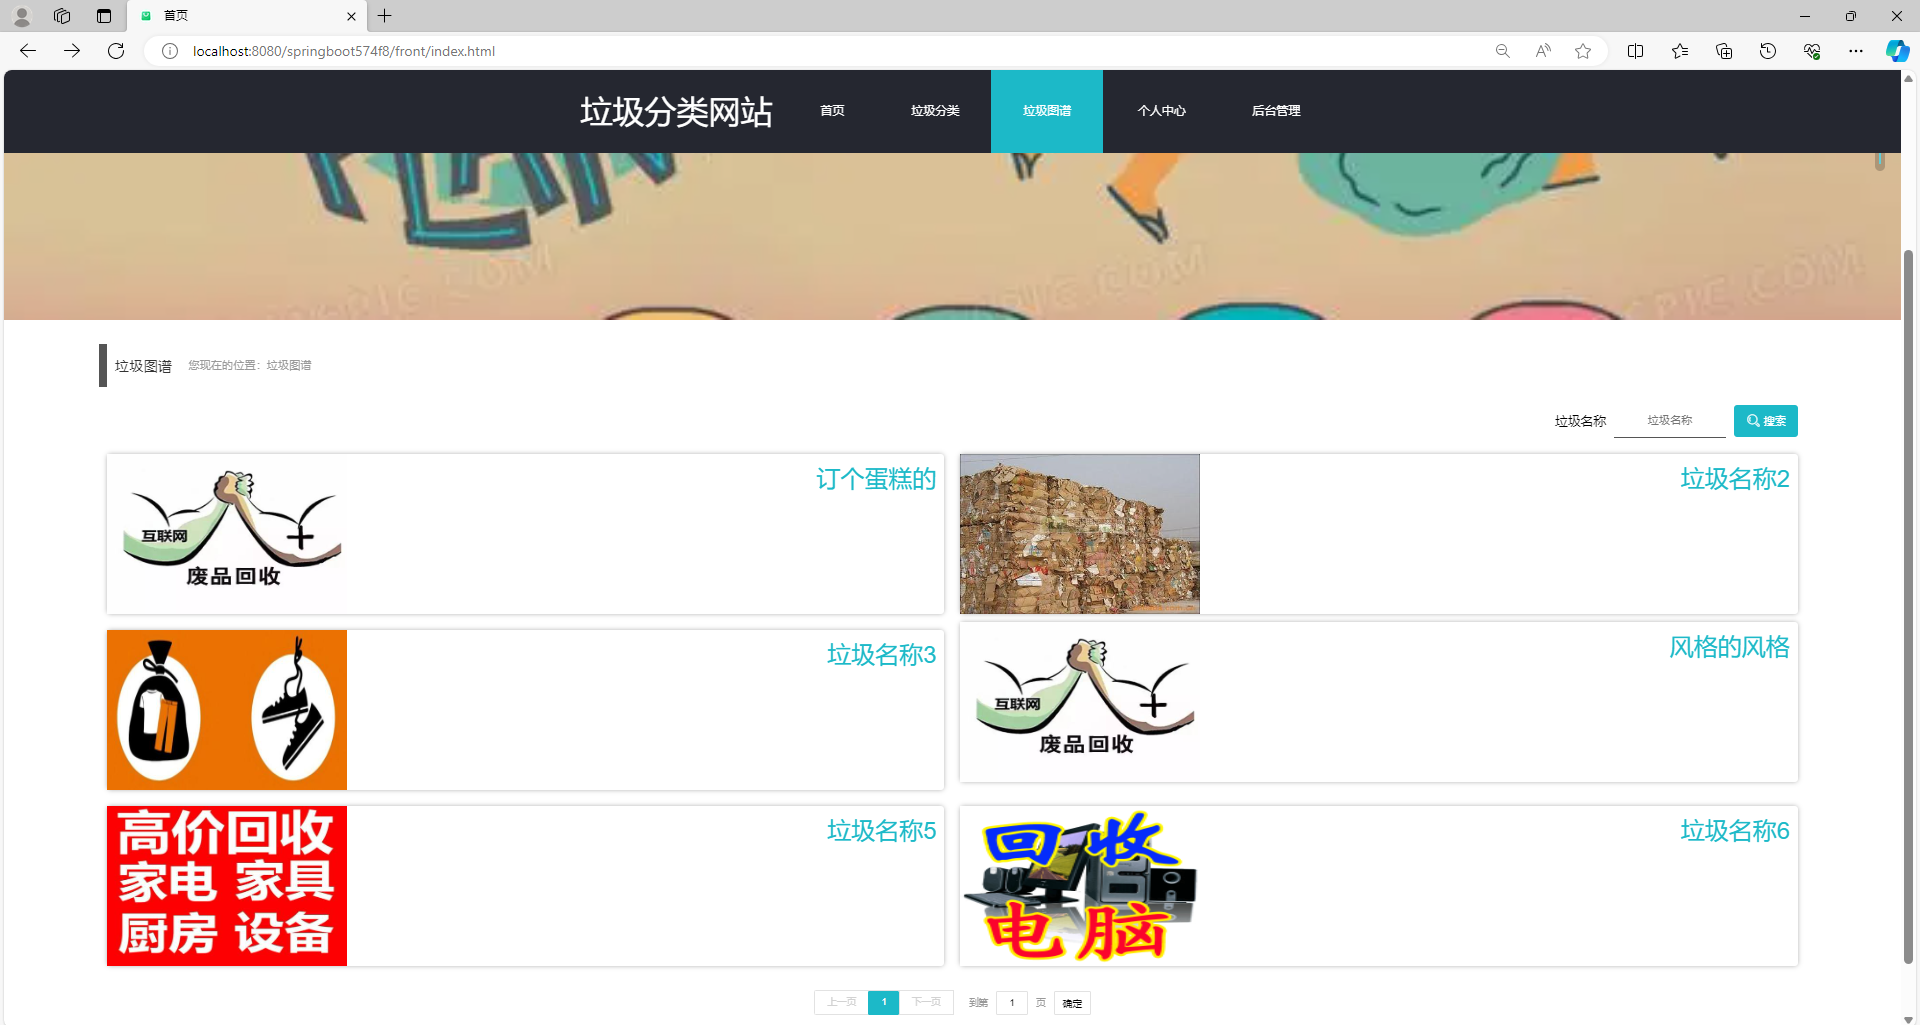 首页
localhost:8080/springboot574f8/front/index.html
垃圾分类网站 首页 垃圾分类 垃圾图谱 个人中心 后台管理
PLAN
垃圾图谱 您现在的位置：垃圾图谱
垃圾名称 垃圾名称 搜索
订个蛋糕的
互联网
废品回收
垃圾名称2
垃圾名称3
风格的风格
互联网
废品回收
高价回收
家电 家具
厨房 设备
垃圾名称5
回收
电脑
垃圾名称6
上一页 1 下一页 到第 1 页 确定